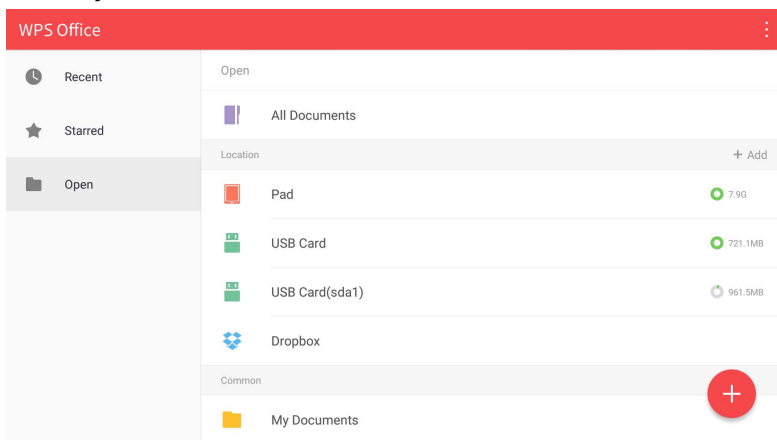 WPS Office
Recent
Starred
Open
Open
All Documents
Location + Add
Pad 7.9G
USB Card 721.1MB
USB Card(sda1) 961.5MB
Dropbox
Common
My Documents